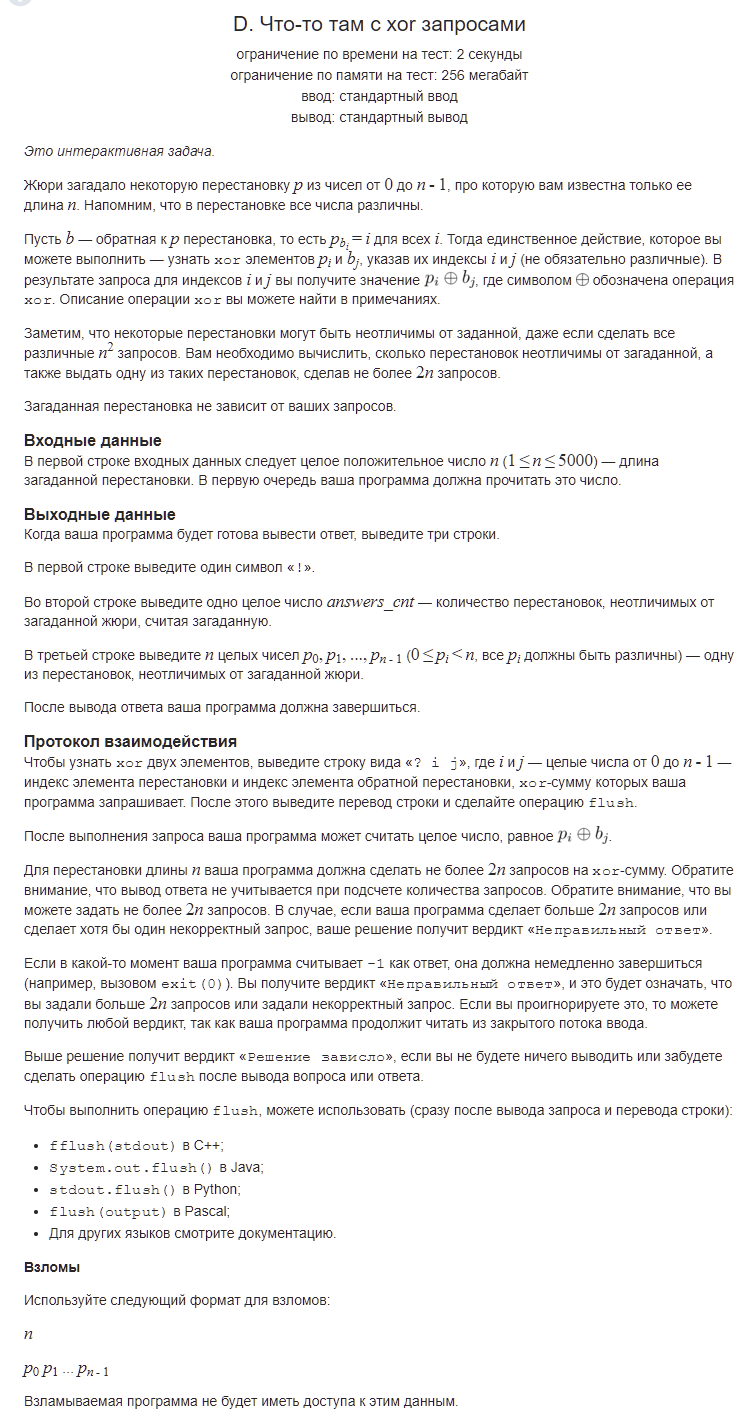 D. Что-то там с xor запросами
ограничение по времени на тест: 2 секунды
ограничение по памяти на тест: 256 мегабайт
ввод: стандартный ввод
вывод: стандартный вывод
Это интерактивная задача.
Жюри загадало некоторую перестановку p из чисел от 0 до n - 1, про которую вам известна только ее
длина n. Напомним, что в перестановке все числа различны.
Пусть b — обратная к p перестановка, то есть p_{b_i} = i для всех i. Тогда единственное действие, которое вы
можете выполнить — узнать xor элементов p_i и b_j, указав их индексы i и j (не обязательно различные). В
результате запроса для индексов i и j вы получите значение p_i ⊕ b_j, где символом ⊕ обозначена операция
xor. Описание операции xor вы можете найти в примечаниях.
Заметим, что некоторые перестановки могут быть неотличимы от заданной, даже если сделать все
различные n² запросов. Вам необходимо вычислить, сколько перестановок неотличимы от загаданной, а
также выдать одну из таких перестановок, сделав не более 2n запросов.
Загаданная перестановка не зависит от ваших запросов.
Входные данные
В первой строке входных данных следует целое положительное число n (1 ≤ n ≤ 5000) — длина
загаданной перестановки. В первую очередь ваша программа должна прочитать это число.
Выходные данные
Когда ваша программа будет готова вывести ответ, выведите три строки.
В первой строке выведите один символ «!».
Во второй строке выведите одно целое число answers_cnt — количество перестановок, неотличимых от
загаданной жюри, считая загаданную.
В третьей строке выведите n целых чисел p_0, p_1, ..., p_{n - 1} (0 ≤ p_i < n, все p_i должны быть различны) — одну
из перестановок, неотличимых от загаданной жюри.
После вывода ответа ваша программа должна завершиться.
Протокол взаимодействия
Чтобы узнать xor двух элементов, выведите строку вида «? i j», где i и j — целые числа от 0 до n - 1 —
индекс элемента перестановки и индекс элемента обратной перестановки, xor-сумму которых ваша
программа запрашивает. После этого выведите перевод строки и сделайте операцию flush.
После выполнения запроса ваша программа может считать целое число, равное p_i ⊕ b_j.
Для перестановки длины n ваша программа должна сделать не более 2n запросов на xor-сумму. Обратите
внимание, что вывод ответа не учитывается при подсчете количества запросов. Обратите внимание, что вы
можете задать не более 2n запросов. В случае, если ваша программа сделает больше 2n запросов или
сделает хотя бы один некорректный запрос, ваше решение получит вердикт «Неправильный ответ».
Если в какой-то момент ваша программа считывает -1 как ответ, она должна немедленно завершиться
(например, вызовом exit(0)). Вы получите вердикт «Неправильный ответ», и это будет означать, что
вы задали больше 2n запросов или задали некорректный запрос. Если вы проигнорируете это, то можете
получить любой вердикт, так как ваша программа продолжит читать из закрытого потока ввода.
Выше решение получит вердикт «Решение зависло», если вы не будете ничего выводить или забудете
сделать операцию flush после вывода вопроса или ответа.
Чтобы выполнить операцию flush, можете использовать (сразу после вывода запроса и перевода строки):
• fflush(stdout) в C++;
• System.out.flush() в Java;
• stdout.flush() в Python;
• flush(output) в Pascal;
• Для других языков смотрите документацию.
Взломы
Используйте следующий формат для взломов:
n
p_0 p_1 ... p_{n - 1}
Взламываемая программа не будет иметь доступа к этим данным.